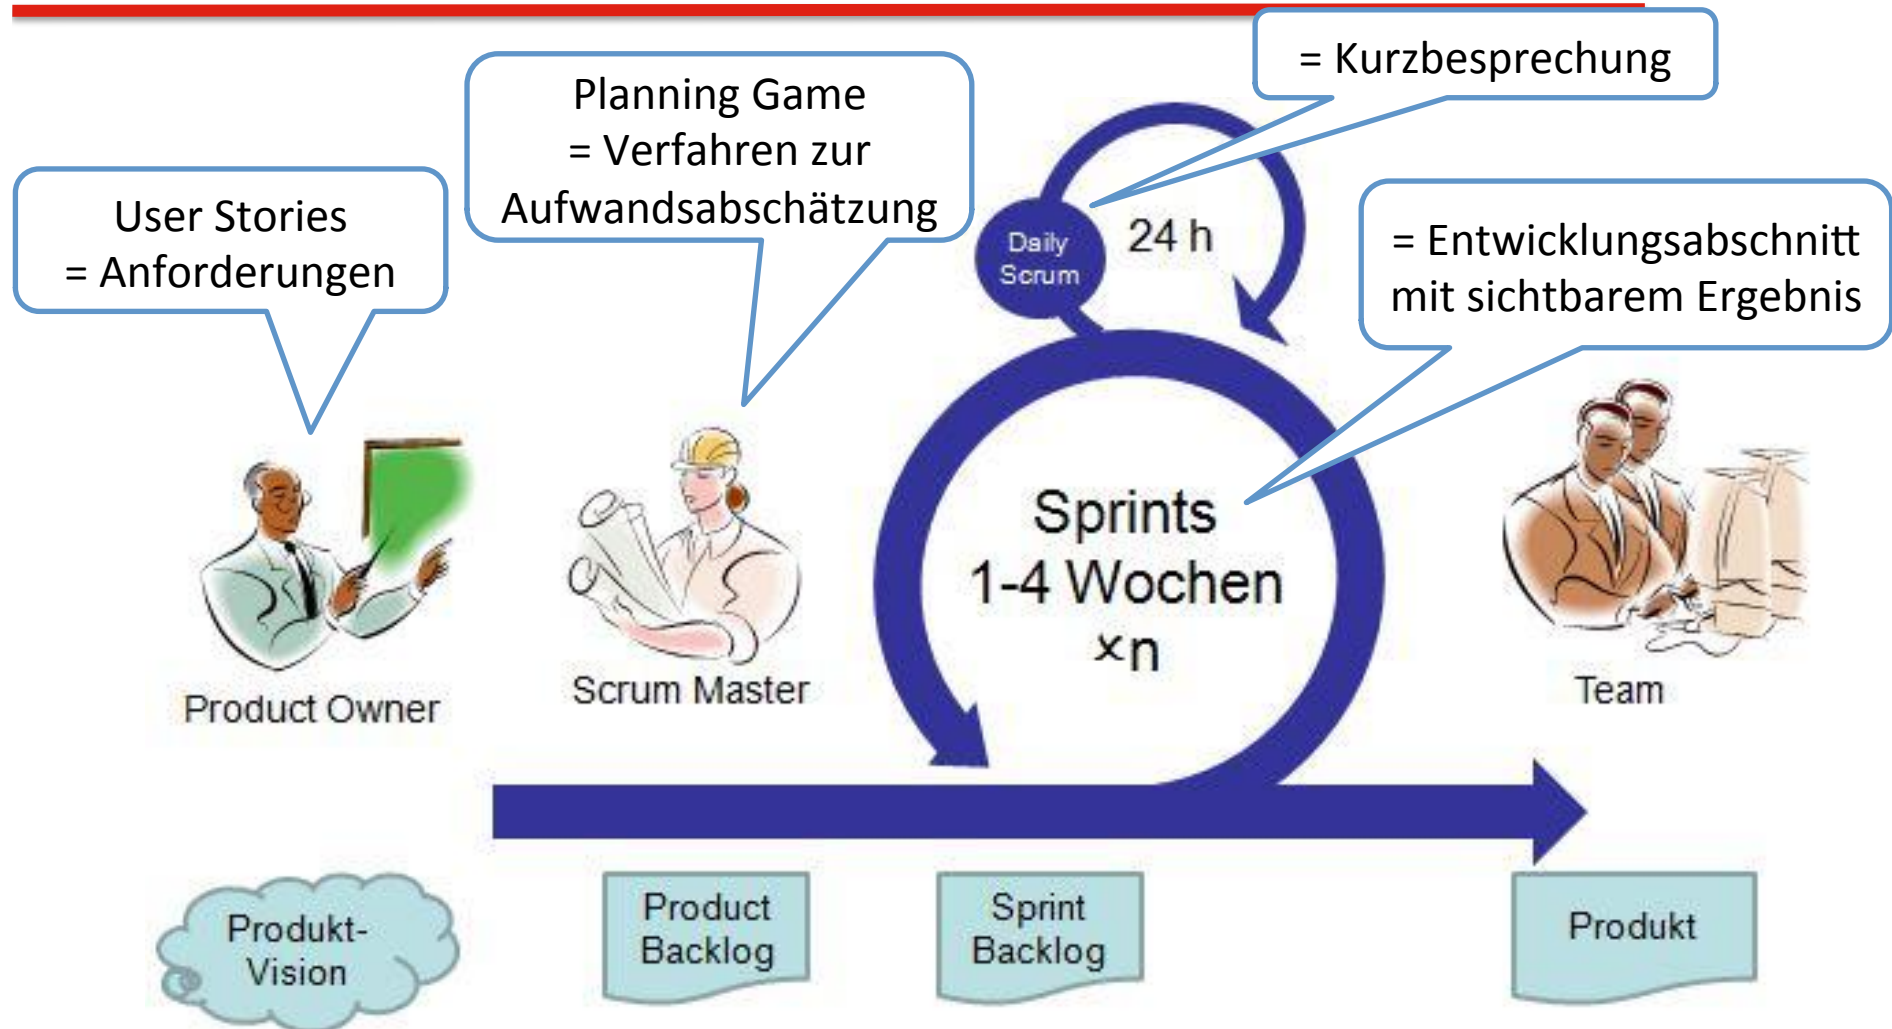 = Kurzbesprechung
Planning Game
= Verfahren zur
Aufwandsabschätzung
User Stories
= Anforderungen
Daily
Scrum
24 h
= Entwicklungsabschnitt
mit sichtbarem Ergebnis
Sprints
1-4 Wochen
×n
Product Owner
Scrum Master
Team
Produkt-
Vision
Product
Backlog
Sprint
Backlog
Produkt